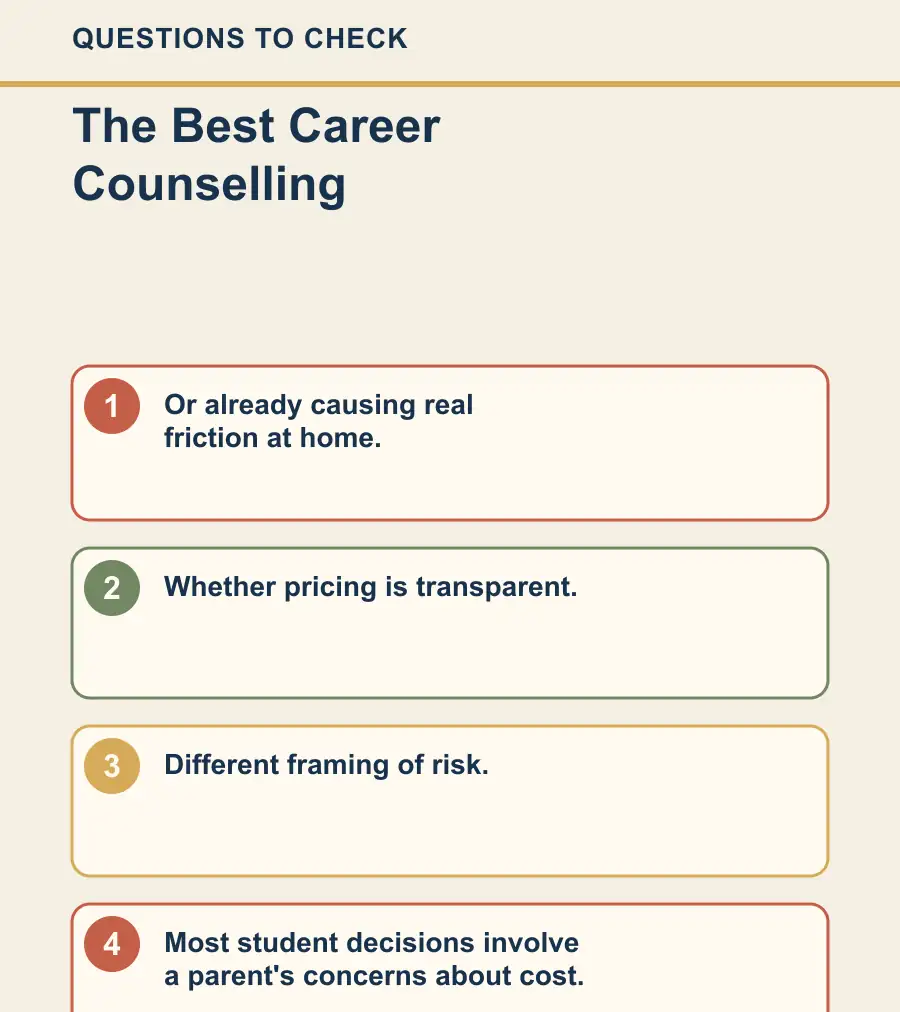 QUESTIONS TO CHECK
The Best Career
Counselling
1
Or already causing real
friction at home.
2
Whether pricing is transparent.
3
Different framing of risk.
4
Most student decisions involve
a parent's concerns about cost.